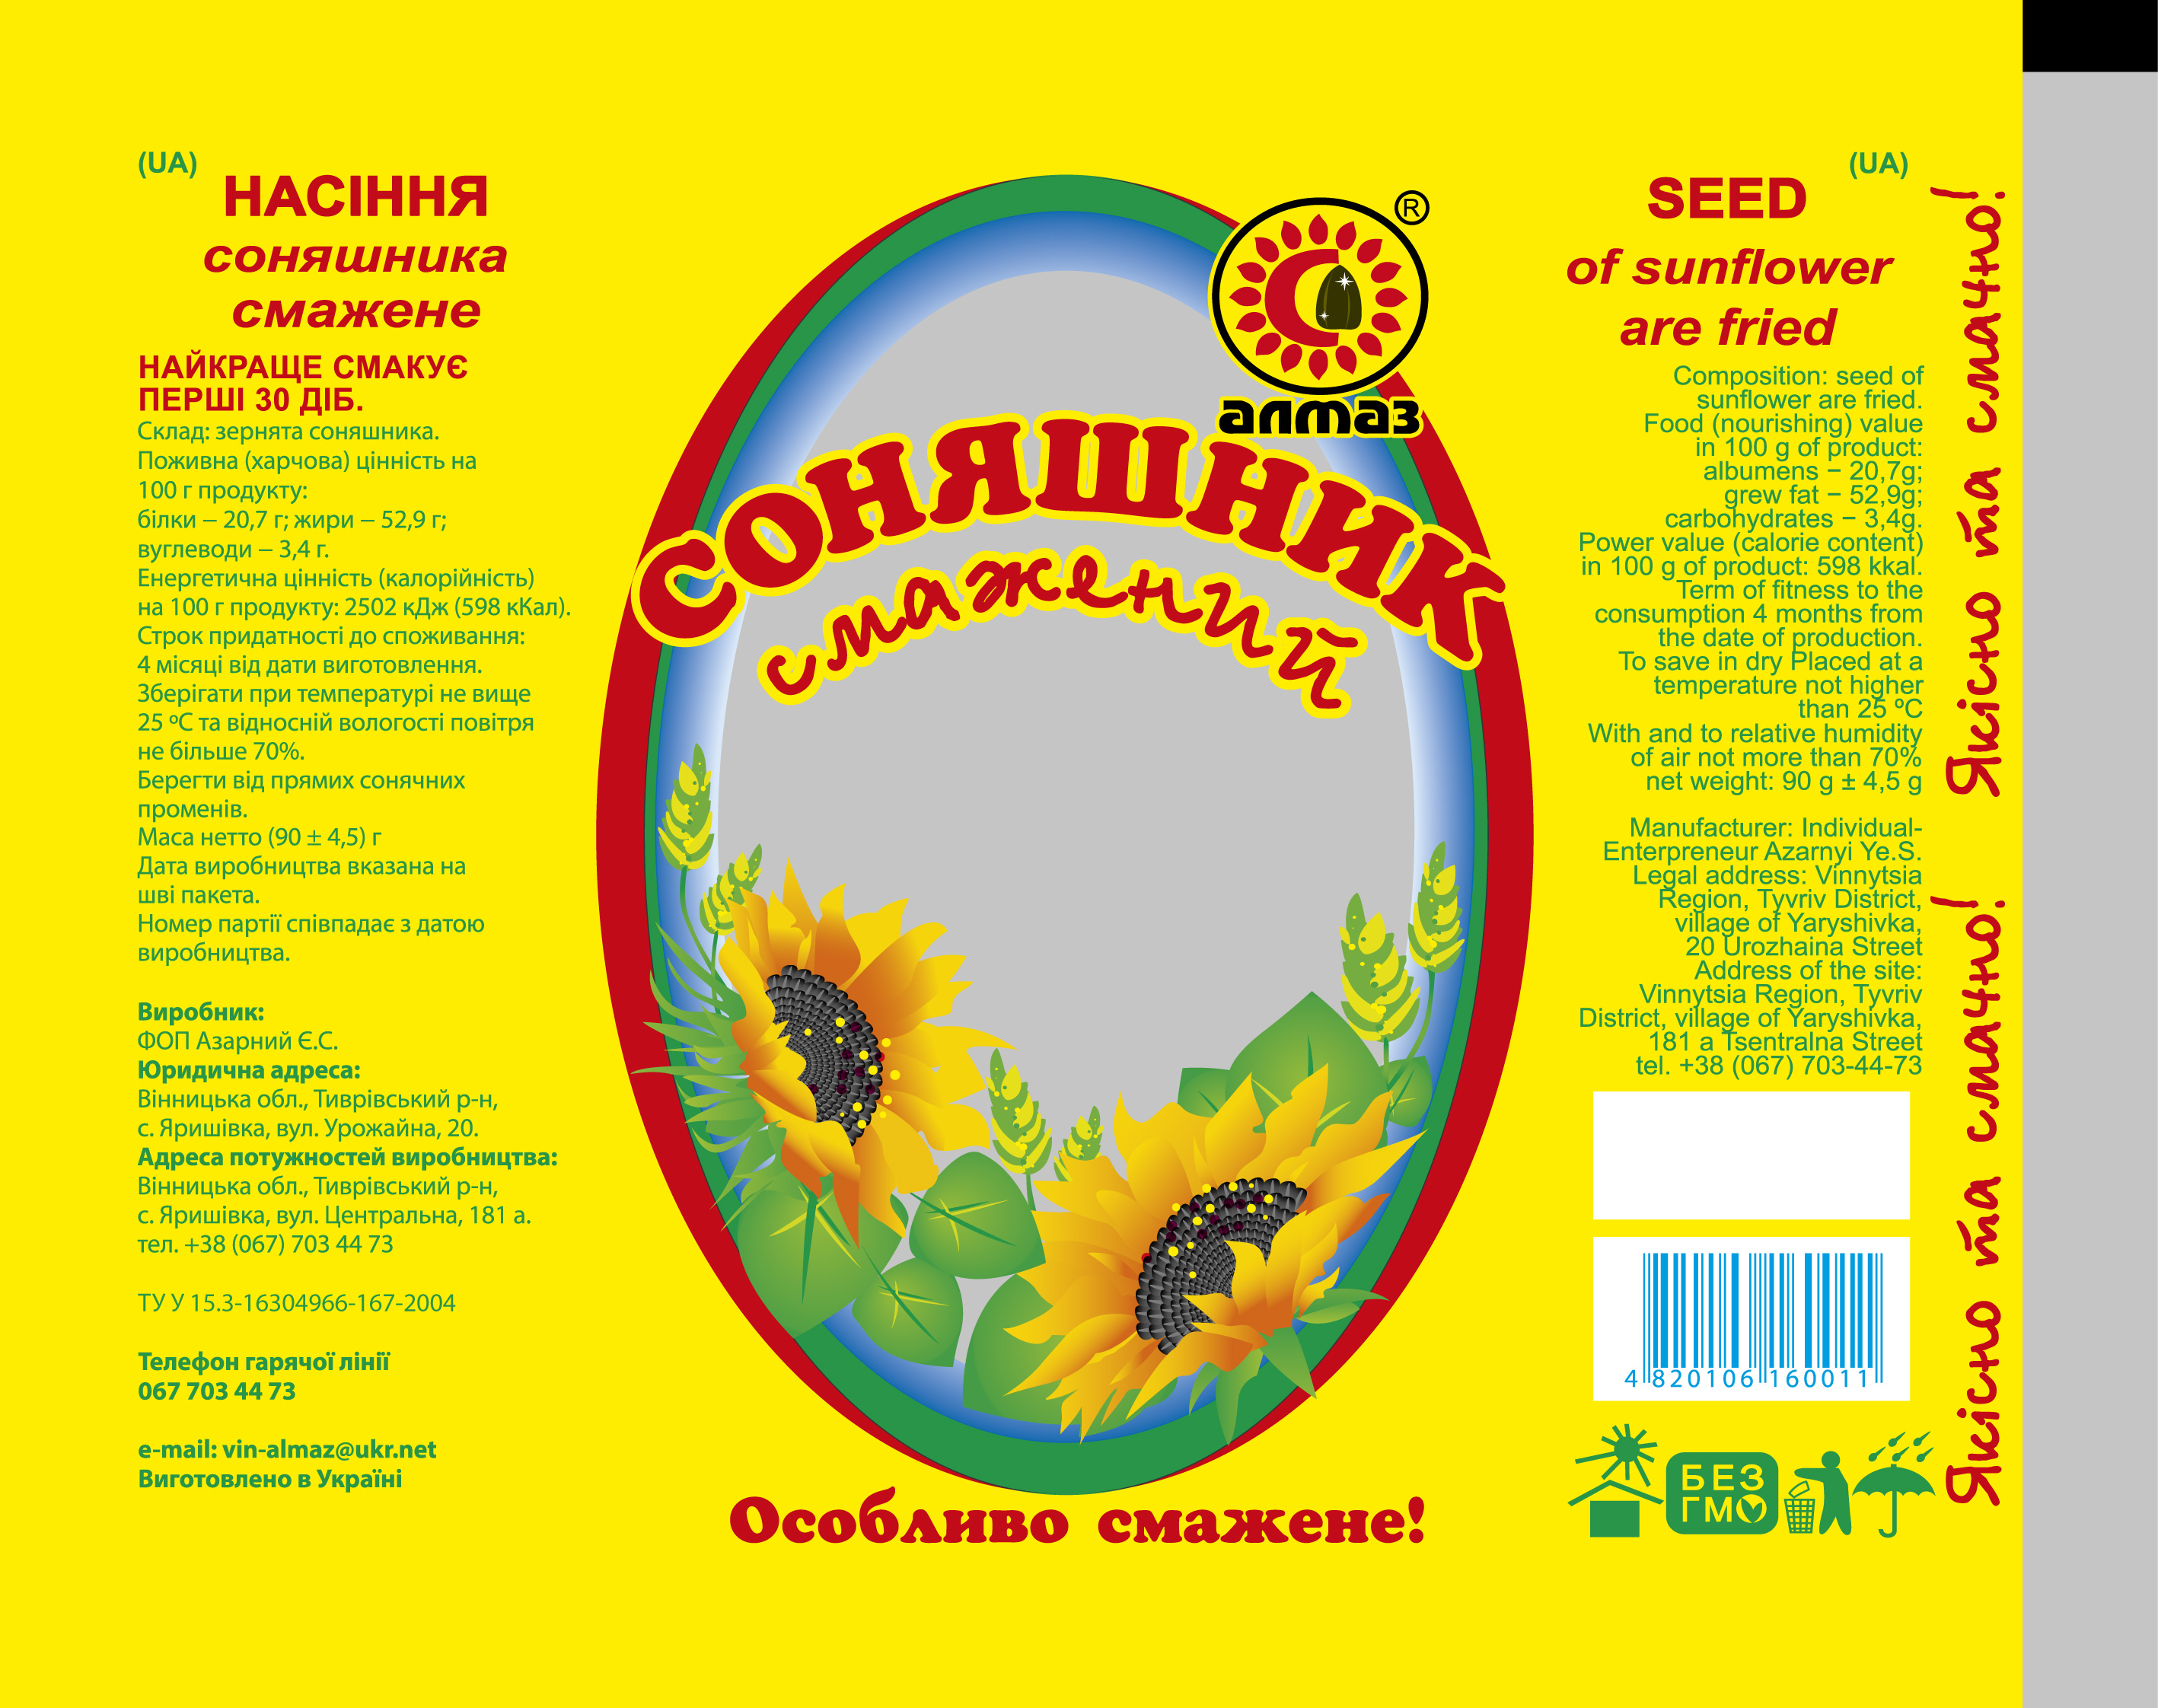 (UA)
НАСІННЯ
соняшника
смажене
НАЙКРАЩЕ СМАКУЄ
ПЕРШІ 30 ДІБ.
Склад: зернята соняшника.
Поживна (харчова) цінність на
100 г продукту:
білки – 20,7 г; жири – 52,9 г;
вуглеводи – 3,4 г.
Енергетична цінність (калорійність)
на 100 г продукту: 2502 кДж (598 кКал).
Строк придатності до споживання:
4 місяці від дати виготовлення.
Зберігати при температурі не вище
25 ºС та відносній вологості повітря
не більше 70%.
Берегти від прямих сонячних
променів.
Маса нетто (90 ± 4,5) г
Дата виробництва вказана на
шві пакета.
Номер партії співпадає з датою
виробництва.
Виробник:
ФОП Азарний Є.С.
Юридична адреса:
Вінницька обл., Тиврівський р-н,
с. Яришівка, вул. Урожайна, 20.
Адреса потужностей виробництва:
Вінницька обл., Тиврівський р-н,
с. Яришівка, вул. Центральна, 181 а.
тел. +38 (067) 703 44 73
ТУ У 15.3-16304966-167-2004
Телефон гарячої лінії
067 703 44 73
e-mail: vin-almaz@ukr.net
Виготовлено в Україні
®
алмаз
СОНЯШНИК
смажений
Особливо смажене!
(UA)
SEED
of sunflower
are fried
Composition: seed of
sunflower are fried.
Food (nourishing) value
in 100 g of product:
albumens – 20,7g;
grew fat – 52,9g;
carbohydrates – 3,4g.
Power value (calorie content)
in 100 g of product: 598 kkal.
Term of fitness to the
consumption 4 months from
the date of production.
To save in dry Placed at a
temperature not higher
than 25 ºC
With and to relative humidity
of air not more than 70%
net weight: 90 g ± 4,5 g
Manufacturer: Individual-
Enterpreneur Azarnyi Ye.S.
Legal address: Vinnytsia
Region, Tyvriv District,
village of Yaryshivka,
20 Urozhaina Street
Address of the site:
Vinnytsia Region, Tyvriv
District, village of Yaryshivka,
181 a Tsentralna Street
tel. +38 (067) 703-44-73
4 820106 160011
БЕЗ
ГМО
Якісно та смачно!
Якісно та смачно!